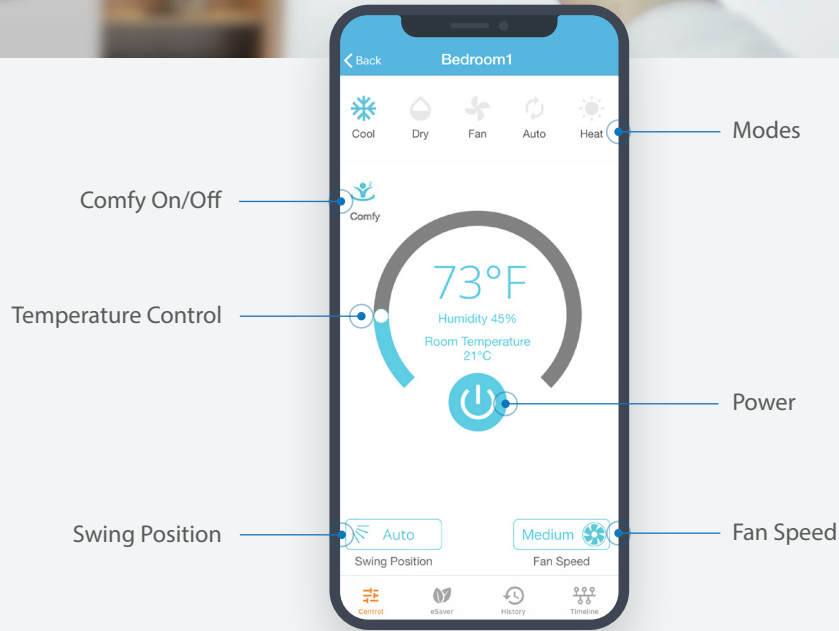 Back
Bedroom1
Cool
Dry
Fan
Auto
Heat
Modes
Comfy On/Off
Comfy
Temperature Control
73°F
Humidity 45%
Room Temperature
21°C
Power
Swing Position
Auto
Medium
Fan Speed
Swing Position
Fan Speed
Control
eSaver
History
Timeline